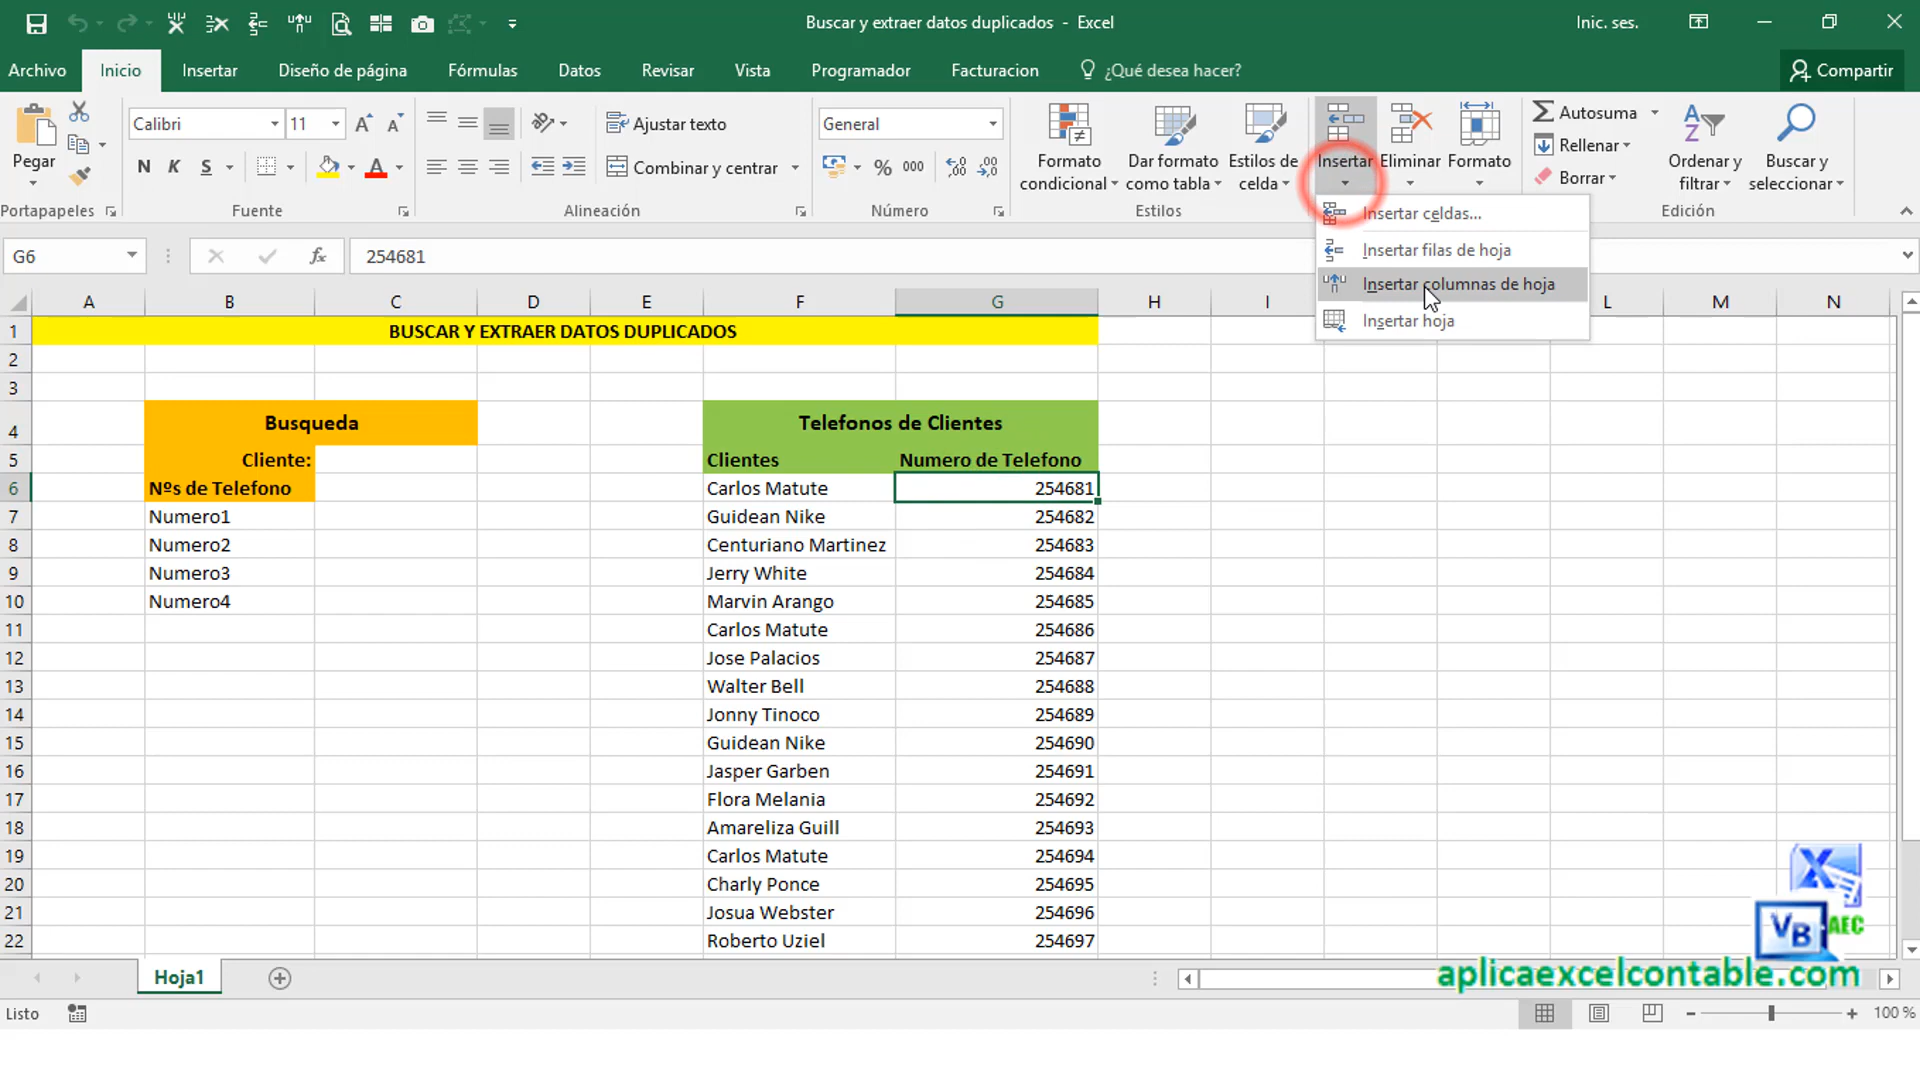 Buscar y extraer datos duplicados - Excel
Inic. ses.
Archivo Inicio Insertar Diseño de página Fórmulas Datos Revisar Vista Programador Facturacion ¿Qué desea hacer? Compartir
Pegar
Portapapeles
Calibri 11
N K S
A
Fuente
Ajustar texto
Combinar y centrar
Alineación
General
% 000
Número
Formato condicional
Dar formato como tabla
Estilos de celda
Estilos
Insertar Eliminar Formato
Autosuma
Rellenar
Borrar
Ordenar y filtrar
Buscar y seleccionar
Edición
Insertar celdas...
Insertar filas de hoja
Insertar columnas de hoja
Insertar hoja
G6 fx 254681
A B C D E F G H I L M N
1 BUSCAR Y EXTRAER DATOS DUPLICADOS
2
3
4 Busqueda Telefonos de Clientes
5 Cliente: Clientes Numero de Telefono
6 Nºs de Telefono Carlos Matute 254681
7 Numero1 Guidean Nike 254682
8 Numero2 Centuriano Martinez 254683
9 Numero3 Jerry White 254684
10 Numero4 Marvin Arango 254685
11 Carlos Matute 254686
12 Jose Palacios 254687
13 Walter Bell 254688
14 Jonny Tinoco 254689
15 Guidean Nike 254690
16 Jasper Garben 254691
17 Flora Melania 254692
18 Amareliza Guill 254693
19 Carlos Matute 254694
20 Charly Ponce 254695
21 Josua Webster 254696
22 Roberto Uziel 254697
X
VB AEC
aplicaexcelcontable.com
Hoja1
Listo
100 %